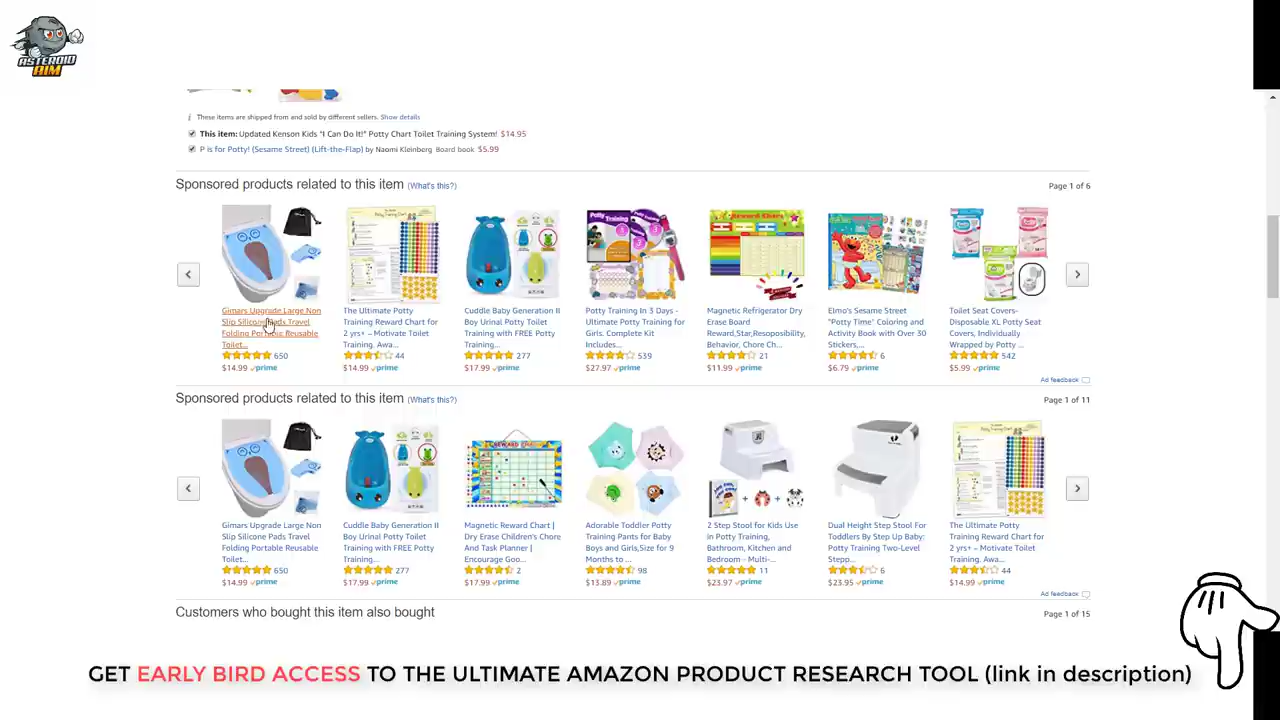 ASTEROID
AIM
These items are shipped from and sold by different sellers. Show details
This item: Updated Kenson Kids "I Can Do It!" Potty Chart Toilet Training System! $14.95
P is for Potty! (Sesame Street) (Lift-the-Flap) by Naomi Kleinberg Board book $5.99
Sponsored products related to this item (What's this?)
Page 1 of 6
Gimars Upgrade Large Non
Slip Silicone Pads Travel
Folding Portable Reusable
Toilet...
650
$14.99 prime
The Ultimate Potty
Training Reward Chart for
2 yrs+ – Motivate Toilet
Training. Awa...
44
$14.99 prime
Cuddle Baby Generation II
Boy Urinal Potty Toilet
Training with FREE Potty
Training...
277
$17.99 prime
Potty Training In 3 Days -
Ultimate Potty Training for
Girls. Complete Kit
Includes...
539
$27.97 prime
Magnetic Refrigerator Dry
Erase Board
Reward,Star,Resoposibility,
Behavior, Chore Ch...
21
$11.99 prime
Elmo's Sesame Street
"Potty Time" Coloring and
Activity Book with Over 30
Stickers,...
6
$6.79 prime
Toilet Seat Covers-
Disposable XL Potty Seat
Covers, Individually
Wrapped by Potty ...
542
$5.99 prime
Ad feedback
Sponsored products related to this item (What's this?)
Page 1 of 11
Gimars Upgrade Large Non
Slip Silicone Pads Travel
Folding Portable Reusable
Toilet...
650
$14.99 prime
Cuddle Baby Generation II
Boy Urinal Potty Toilet
Training with FREE Potty
Training...
277
$17.99 prime
Magnetic Reward Chart |
Dry Erase Children's Chore
And Task Planner |
Encourage Goo...
2
$17.99 prime
Adorable Toddler Potty
Training Pants for Baby
Boys and Girls,Size for 9
Months to ...
98
$13.89 prime
2 Step Stool for Kids Use
in Potty Training,
Bathroom, Kitchen and
Bedroom - Multi-...
11
$23.97 prime
Dual Height Step Stool For
Toddlers By Step Up Baby:
Potty Training Two-Level
Stepp...
6
$23.95 prime
The Ultimate Potty
Training Reward Chart for
2 yrs+ – Motivate Toilet
Training. Awa...
44
$14.99 prime
Ad feedback
Customers who bought this item also bought
Page 1 of 15
GET EARLY BIRD ACCESS TO THE ULTIMATE AMAZON PRODUCT RESEARCH TOOL (link in description)